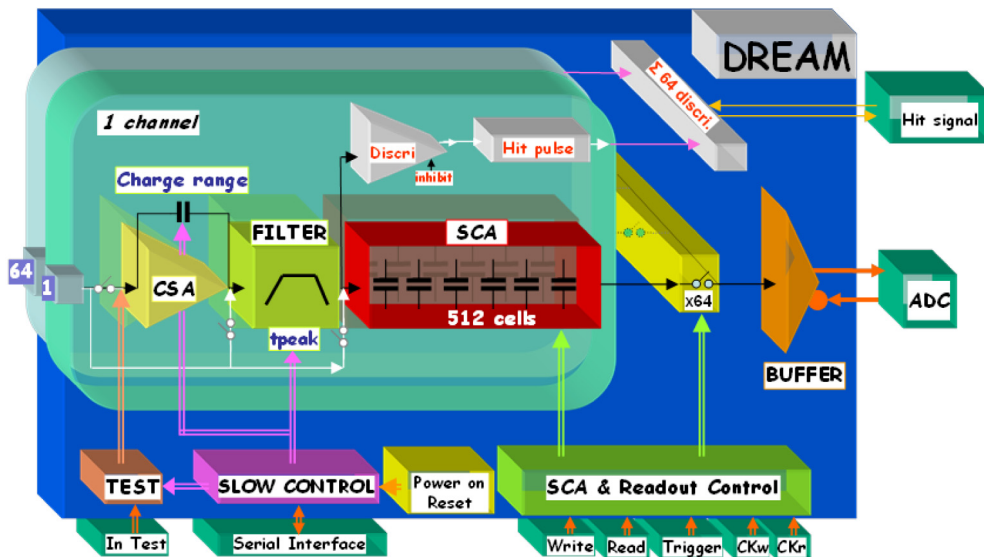 DREAM
Σ 64 discri.
Hit signal
1 channel
Discri
inhibit
Hit pulse
Charge range
FILTER
SCA
64
1
CSA
x64
ADC
512 cells
tpeak
BUFFER
TEST
SLOW CONTROL
Power on
Reset
SCA & Readout Control
In Test
Serial Interface
Write
Read
Trigger
CKw
CKr